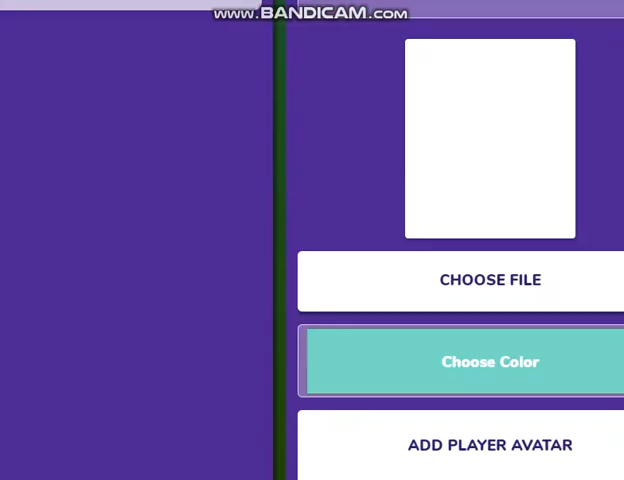 www.BANDICAM.com
CHOOSE FILE
Choose Color
ADD PLAYER AVATAR